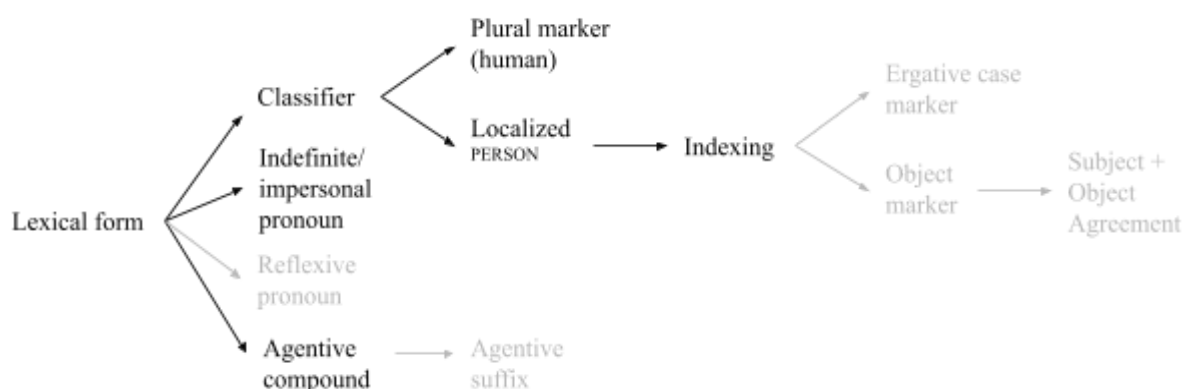 Plural marker
(human)
Classifier
Ergative case
marker
Localized
PERSON
Indexing
Indefinite/
impersonal
pronoun
Object
marker
Subject +
Object
Agreement
Lexical form
Reflexive
pronoun
Agentive
compound
Agentive
suffix